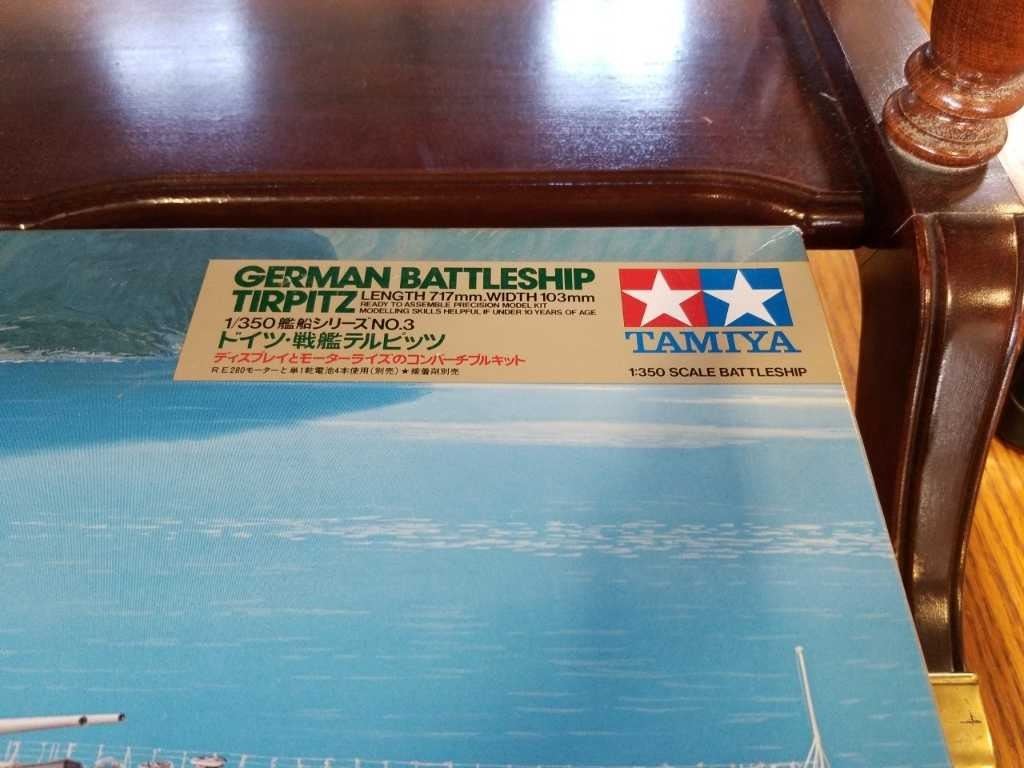 GERMAN BATTLESHIP
TIRPITZ LENGTH 717mm. WIDTH 103mm
READY TO ASSEMBLE PRECISION MODEL KIT
MODELLING SKILLS HELPFUL IF UNDER 10 YEARS OF AGE
1/350 艦船シリーズ NO.3
ドイツ・戦艦テルピッツ
ディスプレイとモーターライズのコンバーチブルキット
R.E.280モーターと単1乾電池4本使用(別売)★接着剤別売
TAMIYA
1:350 SCALE BATTLESHIP